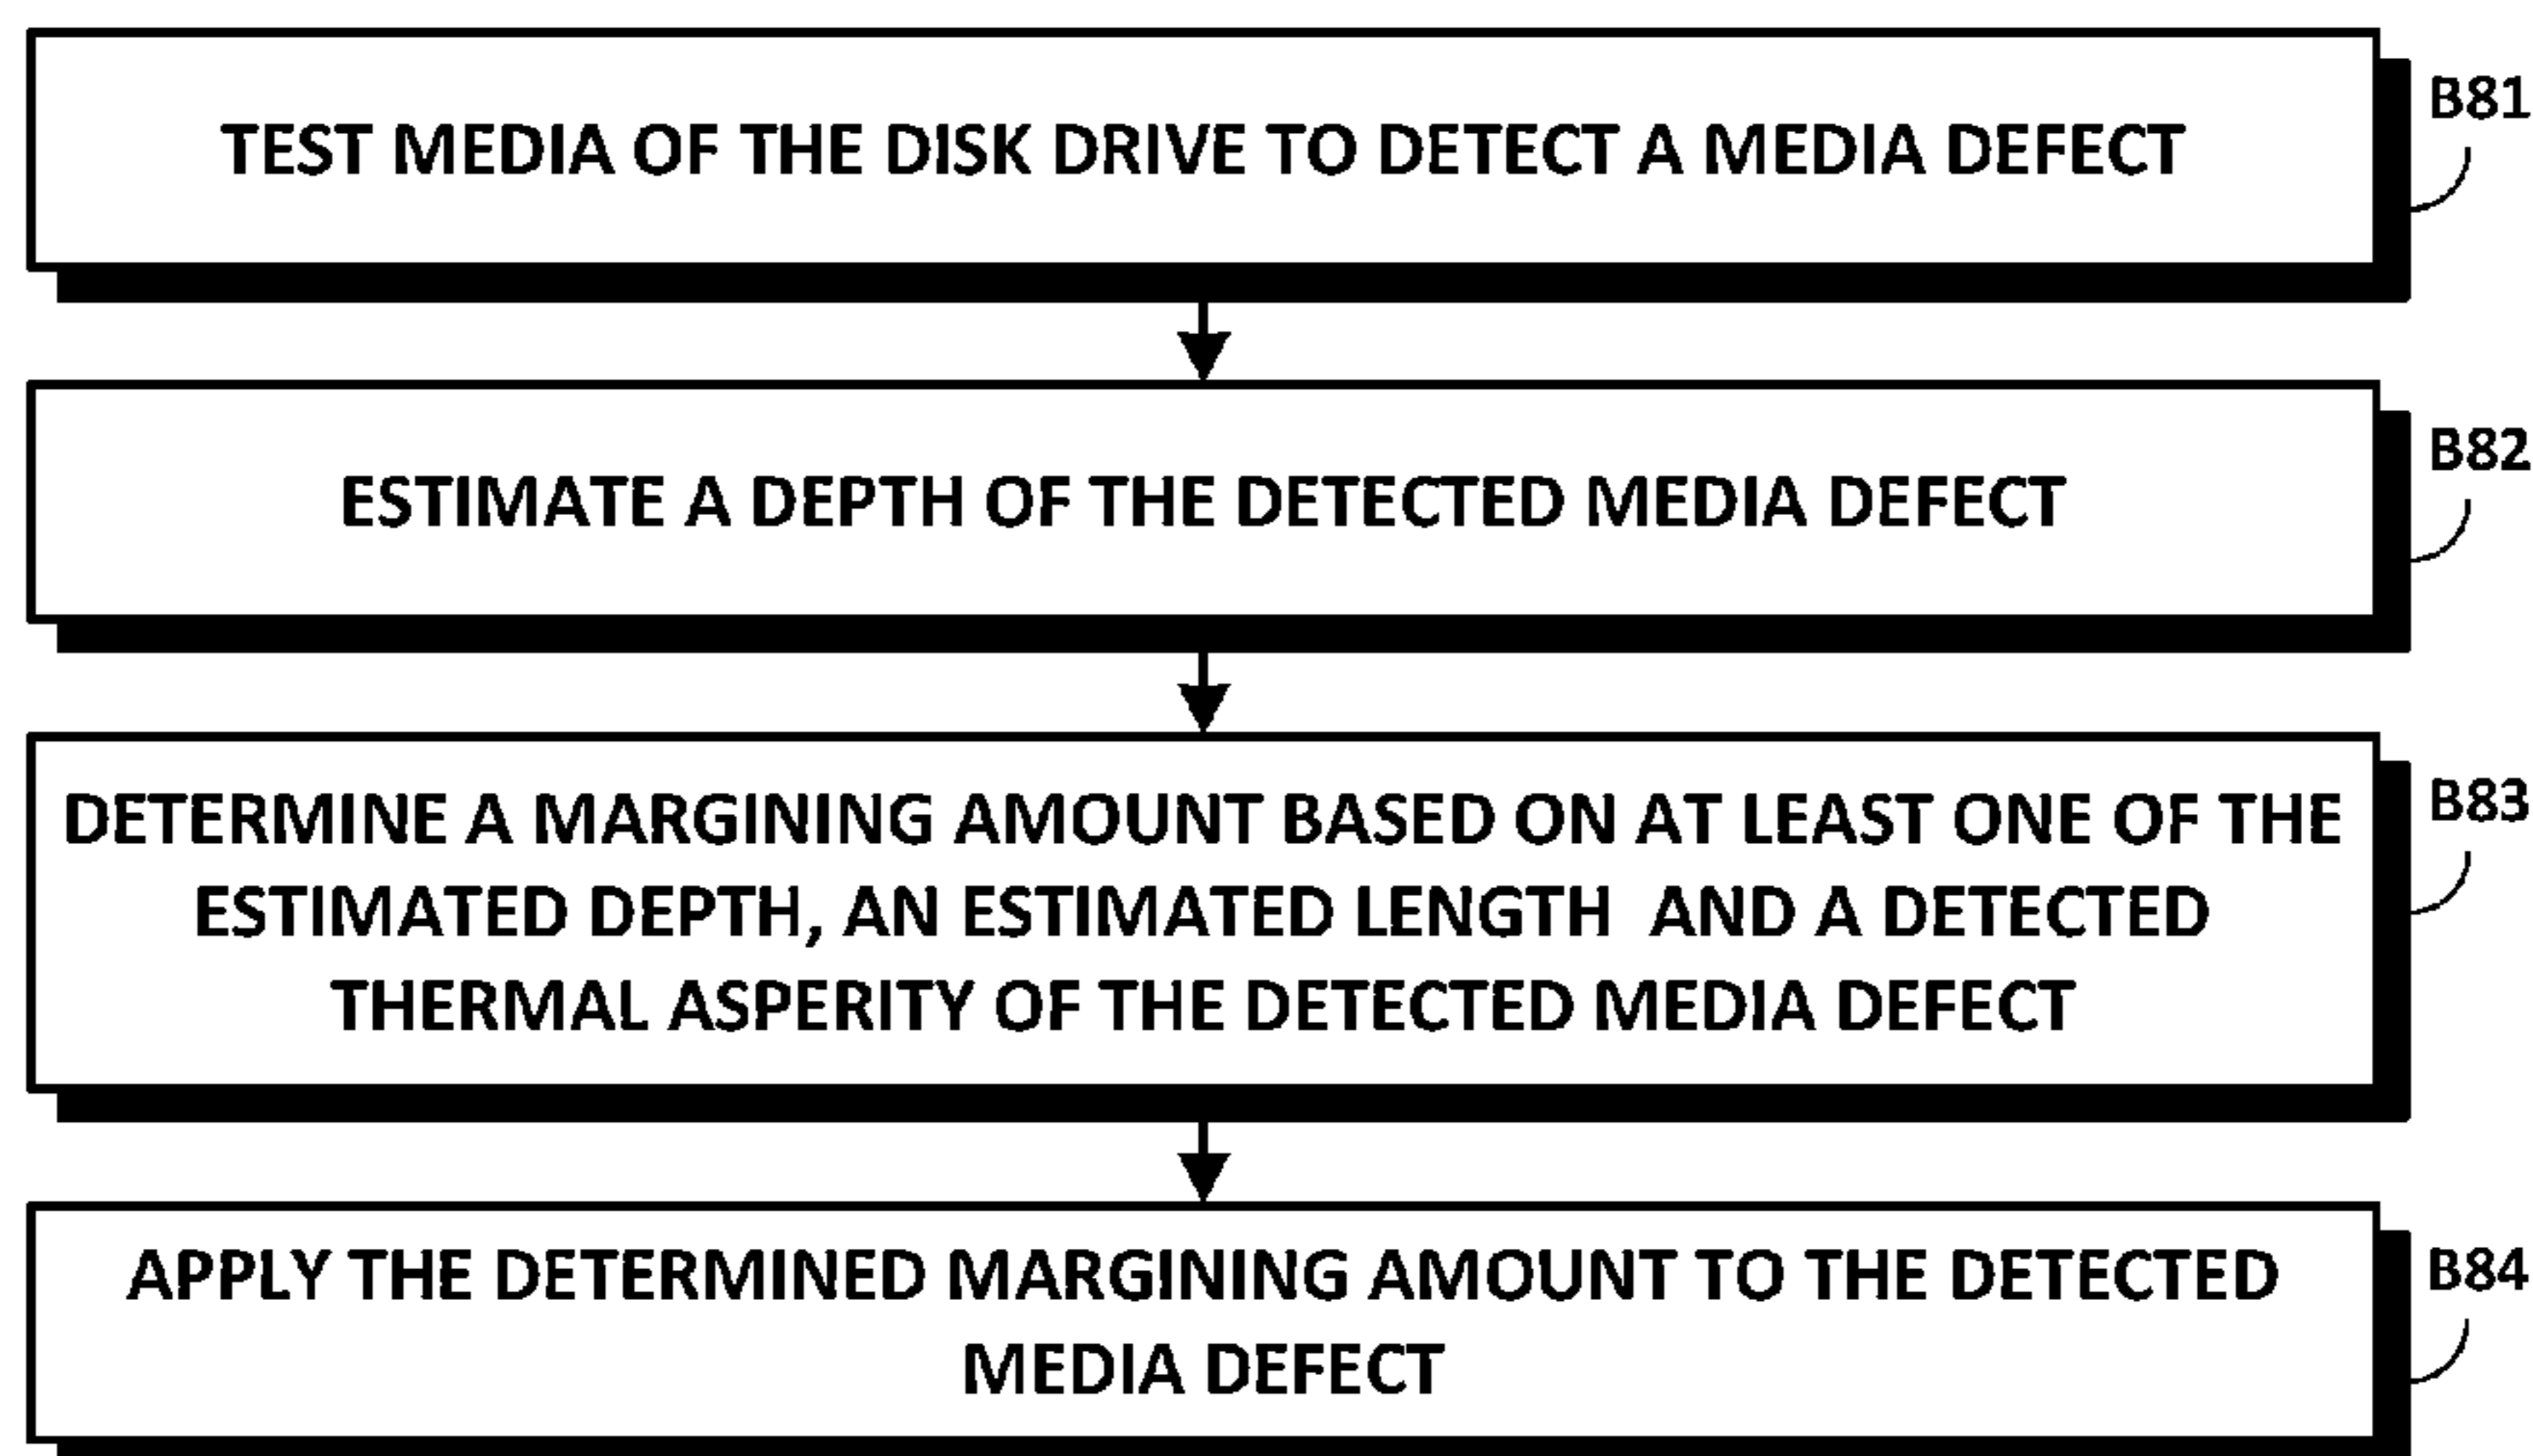 TEST MEDIA OF THE DISK DRIVE TO DETECT A MEDIA DEFECT
B81
ESTIMATE A DEPTH OF THE DETECTED MEDIA DEFECT
B82
DETERMINE A MARGINING AMOUNT BASED ON AT LEAST ONE OF THE
ESTIMATED DEPTH, AN ESTIMATED LENGTH AND A DETECTED
THERMAL ASPERITY OF THE DETECTED MEDIA DEFECT
B83
APPLY THE DETERMINED MARGINING AMOUNT TO THE DETECTED
MEDIA DEFECT
B84